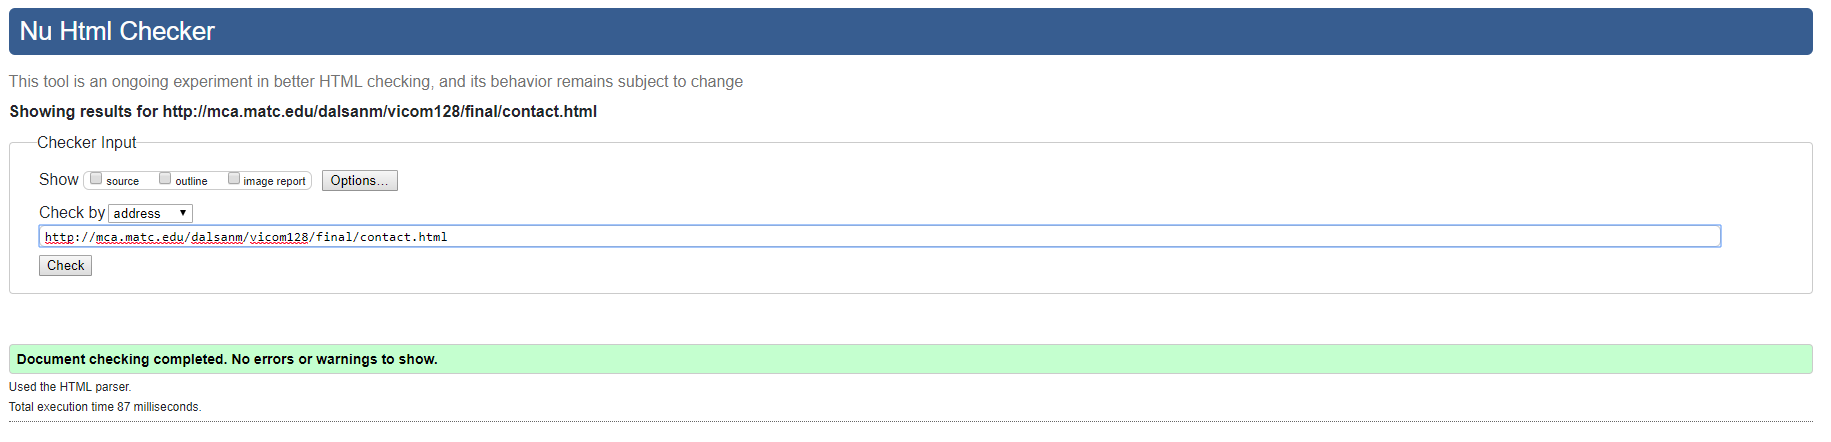 Nu Html Checker
This tool is an ongoing experiment in better HTML checking, and its behavior remains subject to change
Showing results for http://mca.matc.edu/dalsanm/vicom128/final/contact.html
Checker Input
Show source outline image report Options...
Check by address
http://mca.matc.edu/dalsanm/vicom128/final/contact.html
Check
Document checking completed. No errors or warnings to show.
Used the HTML parser.
Total execution time 87 milliseconds.